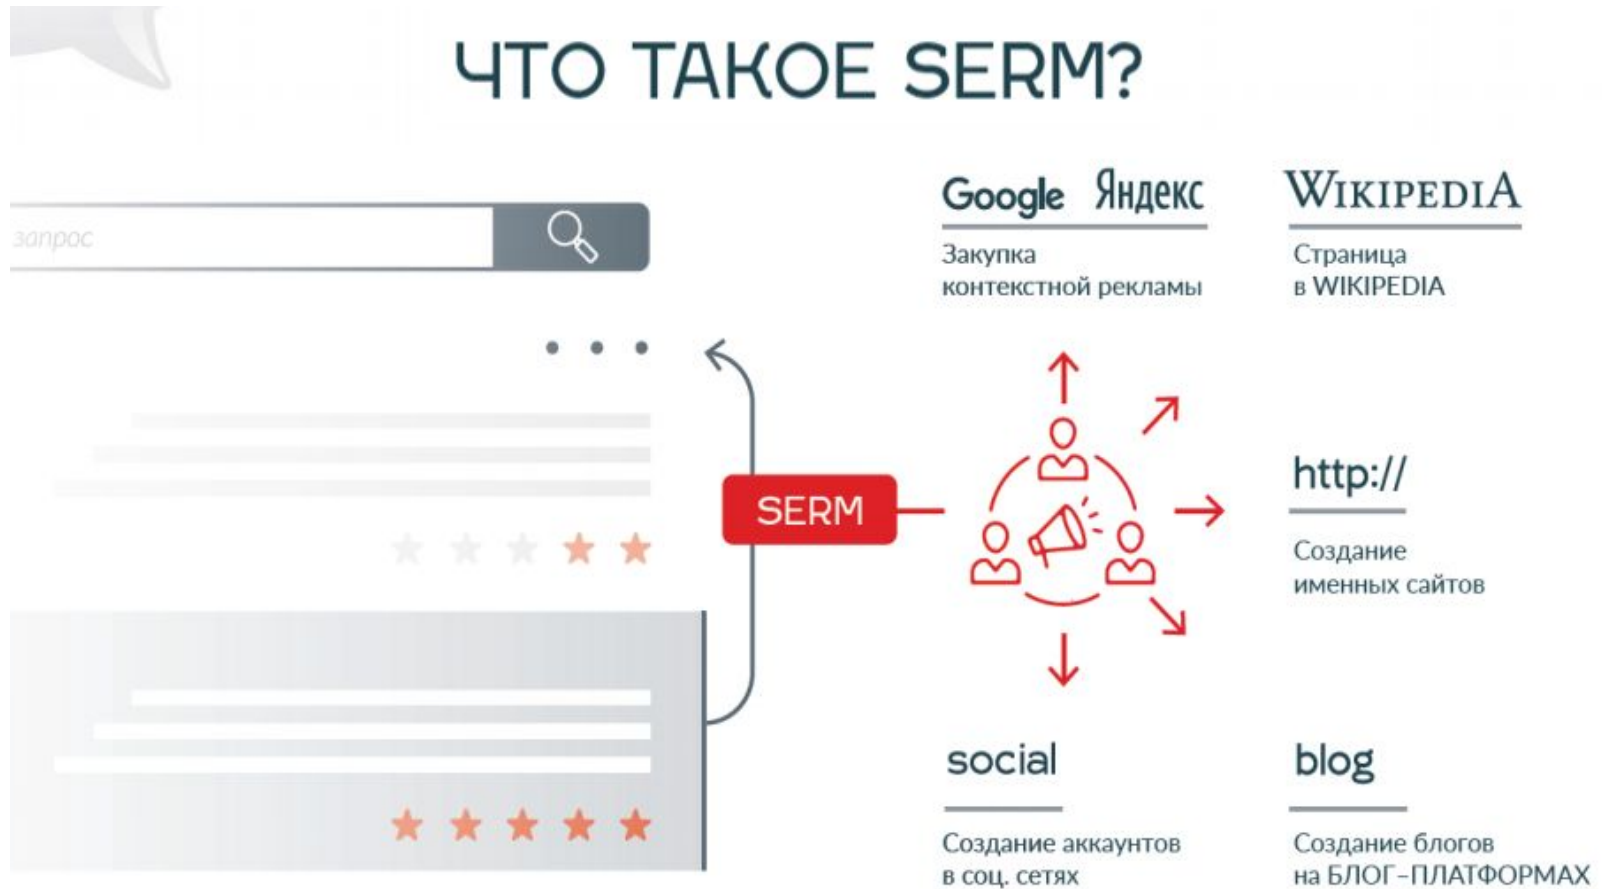 ЧТО ТАКОЕ SERM?
запрос
SERM
Google Яндекс
Закупка
контекстной рекламы
WIKIPEDIA
Страница
в WIKIPEDIA
http://
Создание
именных сайтов
social
Создание аккаунтов
в соц. сетях
blog
Создание блогов
на БЛОГ-ПЛАТФОРМАХ